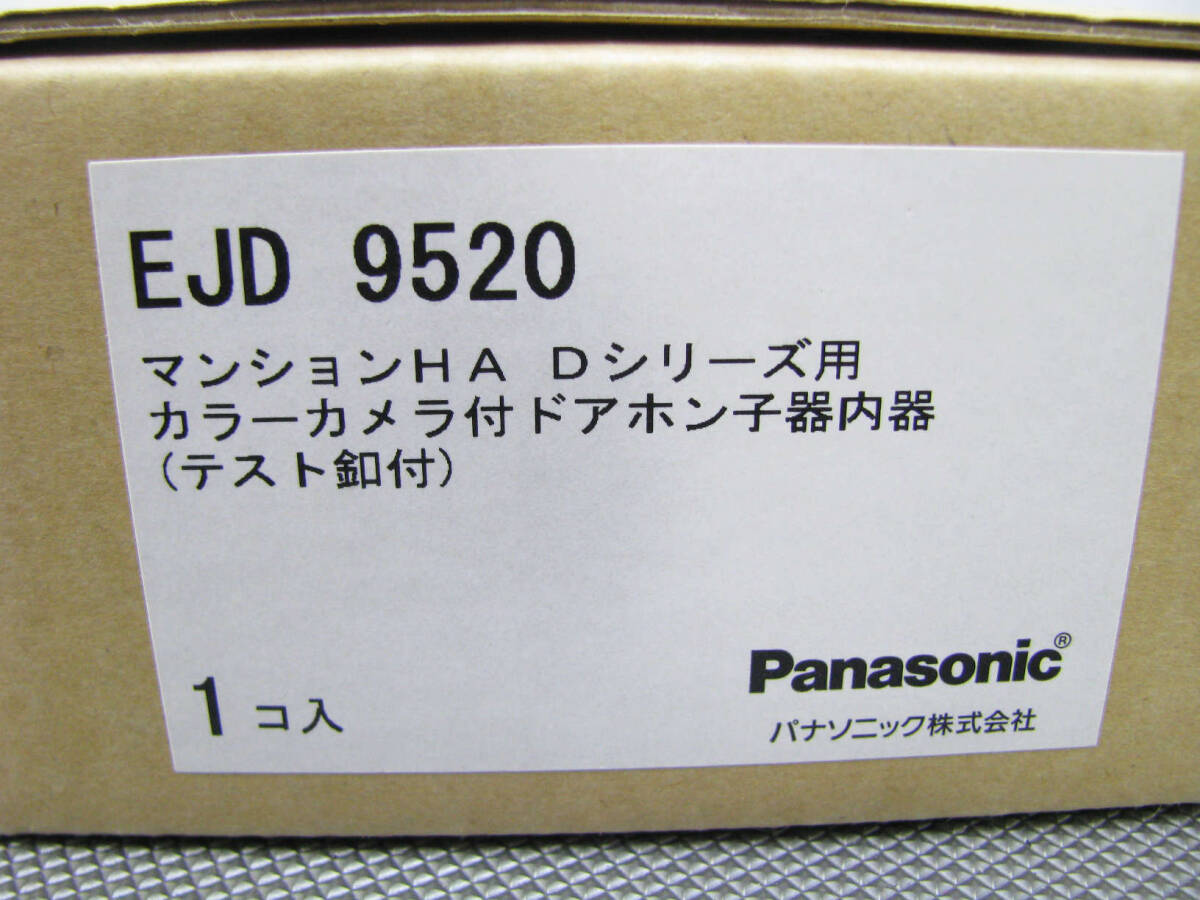 EJD 9520
マンションHA Dシリーズ用
カラーカメラ付ドアホン子器内器
(テスト釦付)
1コ入
Panasonic®
パナソニック株式会社